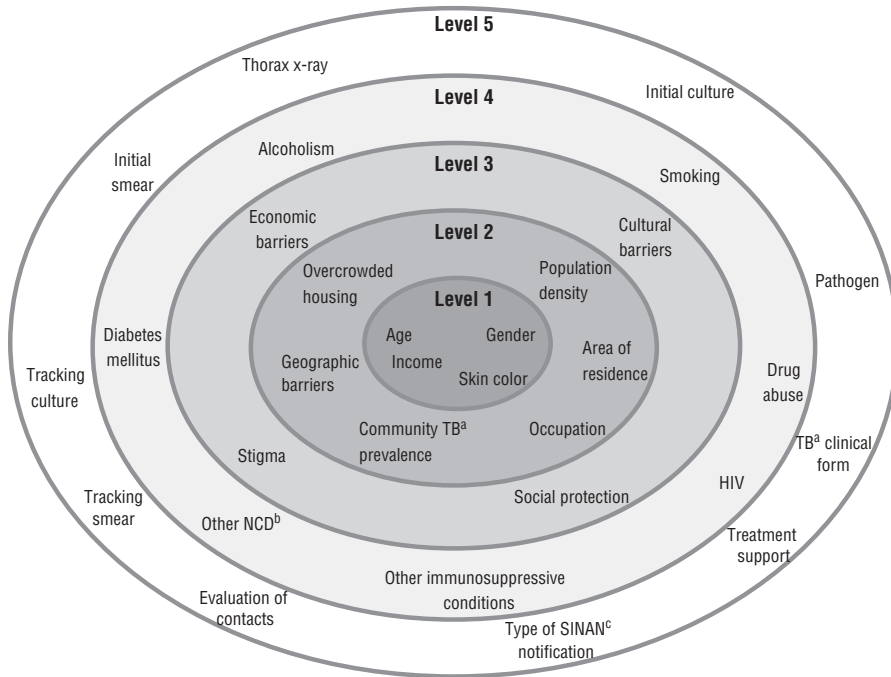 Level 5
Thorax x-ray
Initial culture
Level 4
Initial
smear
Alcoholism
Level 3
Smoking
Economic
barriers
Level 2
Cultural
barriers
Overcrowded
housing
Population
density
Pathogen
Level 1
Age
Gender
Income
Skin color
Diabetes
mellitus
Geographic
barriers
Area of
residence
Tracking
culture
Drug
abuse
Community TBᵃ
prevalence
Occupation
TBᵃ clinical
form
Stigma
Social protection
HIV
Tracking
smear
Other NCDᵇ
Treatment
support
Other immunosuppressive
conditions
Evaluation of
contacts
Type of SINANᶜ
notification